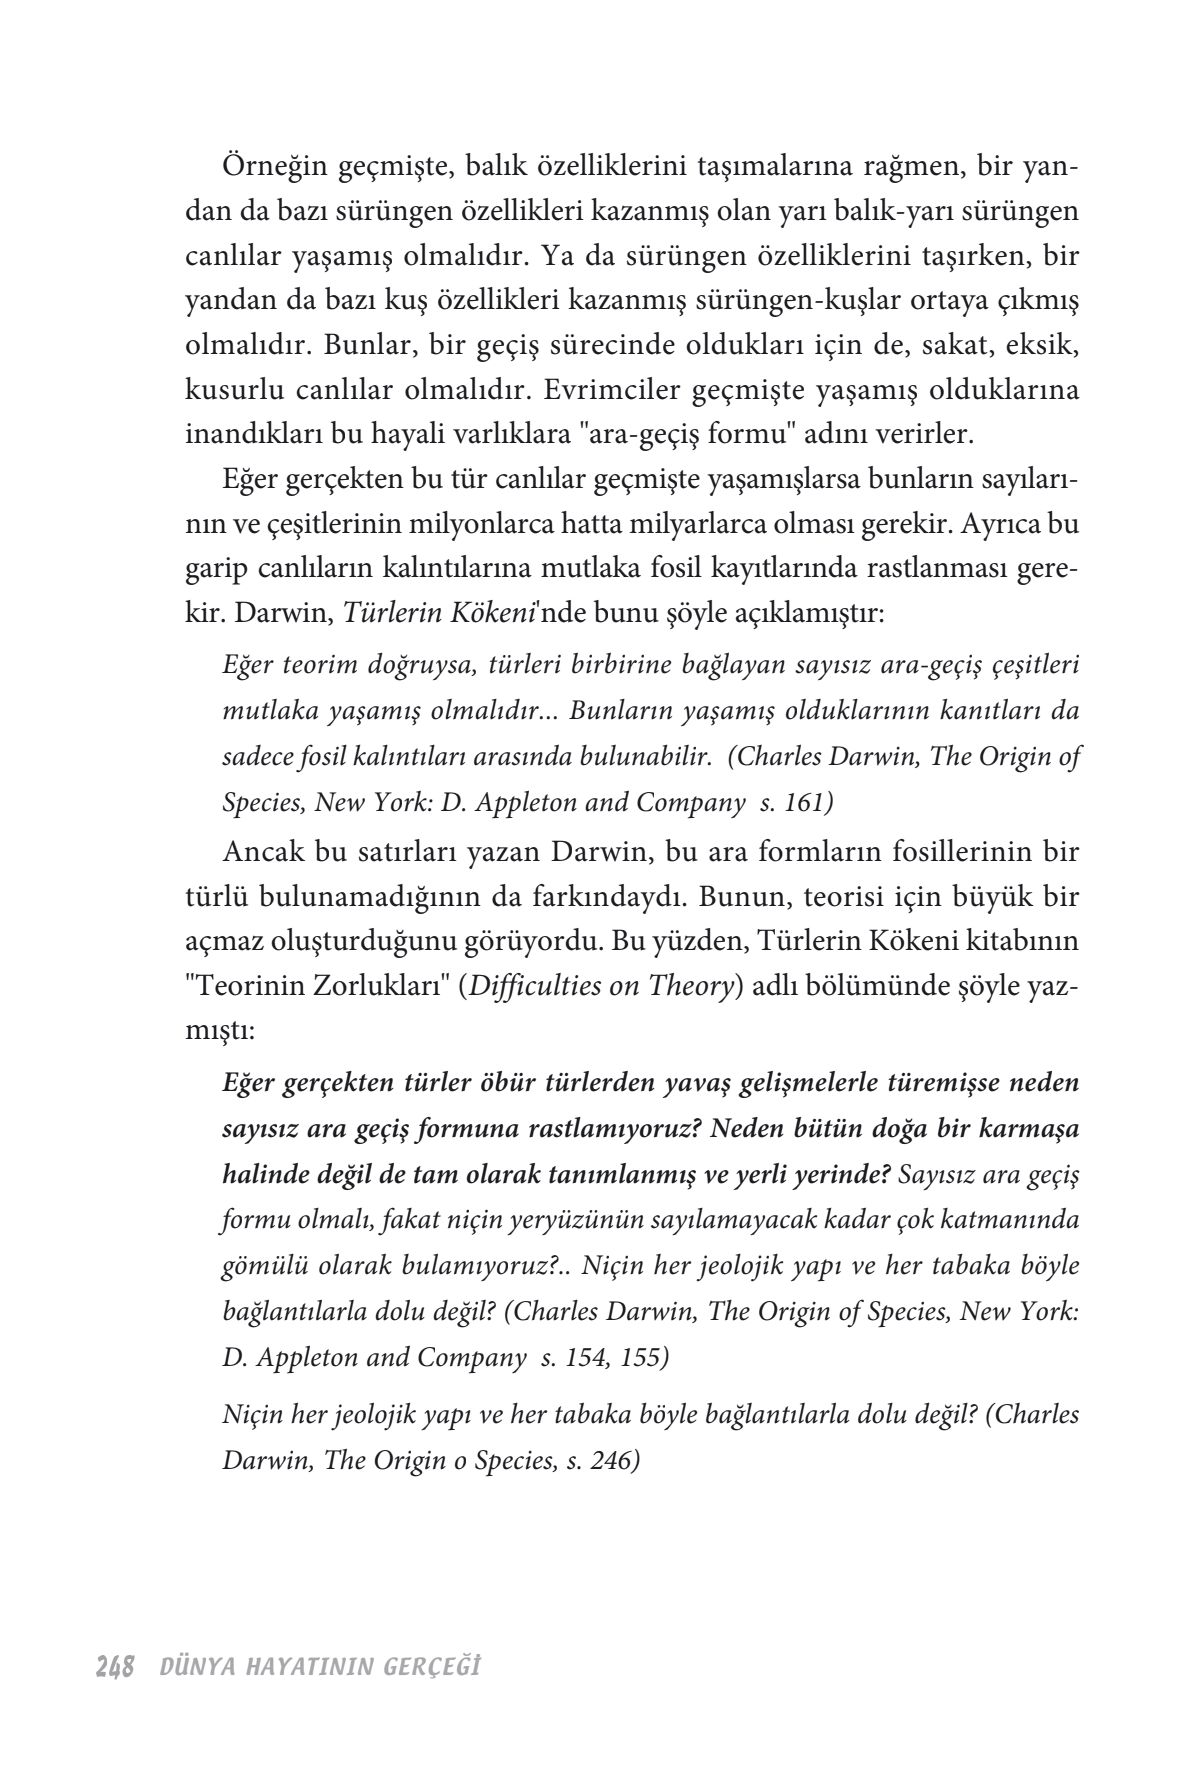 Örneğin geçmişte, balık özelliklerini taşımalarına rağmen, bir yan-
dan da bazı sürüngen özellikleri kazanmış olan yarı balık-yarı sürüngen
canlılar yaşamış olmalıdır. Ya da sürüngen özelliklerini taşırken, bir
yandan da bazı kuş özellikleri kazanmış sürüngen-kuşlar ortaya çıkmış
olmalıdır. Bunlar, bir geçiş sürecinde oldukları için de, sakat, eksik,
kusurlu canlılar olmalıdır. Evrimciler geçmişte yaşamış olduklarına
inandıkları bu hayali varlıklara "ara-geçiş formu" adını verirler.
Eğer gerçekten bu tür canlılar geçmişte yaşamışlarsa bunların sayıları-
nın ve çeşitlerinin milyonlarca hatta milyarlarca olması gerekir. Ayrıca bu
garip canlıların kalıntılarına mutlaka fosil kayıtlarında rastlanması gere-
kir. Darwin, Türlerin Kökeni'nde bunu şöyle açıklamıştır:
Eğer teorim doğruysa, türleri birbirine bağlayan sayısız ara-geçiş çeşitleri
mutlaka yaşamış olmalıdır... Bunların yaşamış olduklarının kanıtları da
sadece fosil kalıntıları arasında bulunabilir. (Charles Darwin, The Origin of
Species, New York: D. Appleton and Company s. 161)
Ancak bu satırları yazan Darwin, bu ara formların fosillerinin bir
türlü bulunamadığının da farkındaydı. Bunun, teorisi için büyük bir
açmaz oluşturduğunu görüyordu. Bu yüzden, Türlerin Kökeni kitabının
"Teorinin Zorlukları" (Difficulties on Theory) adlı bölümünde şöyle yaz-
mıştı:
Eğer gerçekten türler öbür türlerden yavaş gelişmelerle türemişse neden
sayısız ara geçiş formuna rastlamıyoruz? Neden bütün doğa bir karmaşa
halinde değil de tam olarak tanımlanmış ve yerli yerinde? Sayısız ara geçiş
formu olmalı, fakat niçin yeryüzünün sayılamayacak kadar çok katmanında
gömülü olarak bulamıyoruz?.. Niçin her jeolojik yapı ve her tabaka böyle
bağlantılarla dolu değil? (Charles Darwin, The Origin of Species, New York:
D. Appleton and Company s. 154, 155)
Niçin her jeolojik yapı ve her tabaka böyle bağlantılarla dolu değil? (Charles
Darwin, The Origin o Species, s. 246)
248 DÜNYA HAYATININ GERÇEĞİ